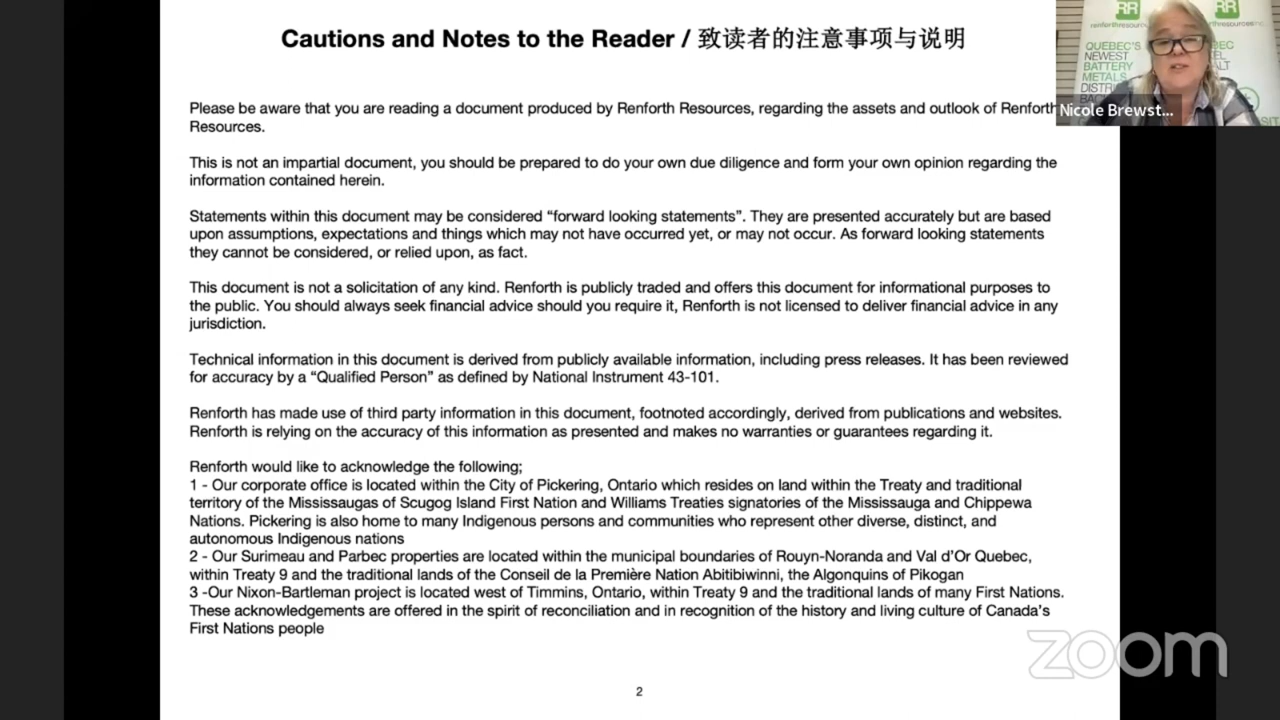 Cautions and Notes to the Reader / 致读者的注意事项与说明
Please be aware that you are reading a document produced by Renforth Resources, regarding the assets and outlook of Renforth
Resources.
This is not an impartial document, you should be prepared to do your own due diligence and form your own opinion regarding the
information contained herein.
Statements within this document may be considered “forward looking statements”. They are presented accurately but are based
upon assumptions, expectations and things which may not have occurred yet, or may not occur. As forward looking statements
they cannot be considered, or relied upon, as fact.
This document is not a solicitation of any kind. Renforth is publicly traded and offers this document for informational purposes to
the public. You should always seek financial advice should you require it, Renforth is not licensed to deliver financial advice in any
jurisdiction.
Technical information in this document is derived from publicly available information, including press releases. It has been reviewed
for accuracy by a “Qualified Person” as defined by National Instrument 43-101.
Renforth has made use of third party information in this document, footnoted accordingly, derived from publications and websites.
Renforth is relying on the accuracy of this information as presented and makes no warranties or guarantees regarding it.
Renforth would like to acknowledge the following;
1 - Our corporate office is located within the City of Pickering, Ontario which resides on land within the Treaty and traditional
territory of the Mississaugas of Scugog Island First Nation and Williams Treaties signatories of the Mississauga and Chippewa
Nations. Pickering is also home to many Indigenous persons and communities who represent other diverse, distinct, and
autonomous Indigenous nations
2 - Our Surimeau and Parbec properties are located within the municipal boundaries of Rouyn-Noranda and Val d’Or Quebec,
within Treaty 9 and the traditional lands of the Conseil de la Première Nation Abitibiwinni, the Algonquins of Pikogan
3 -Our Nixon-Bartleman project is located west of Timmins, Ontario, within Treaty 9 and the traditional lands of many First Nations.
These acknowledgements are offered in the spirit of reconciliation and in recognition of the history and living culture of Canada’s
First Nations people
2
RR
RR
renforthresources
QUEBEC'S
NEWEST
BATTERY
METALS
Nicole Brewst...
zoom